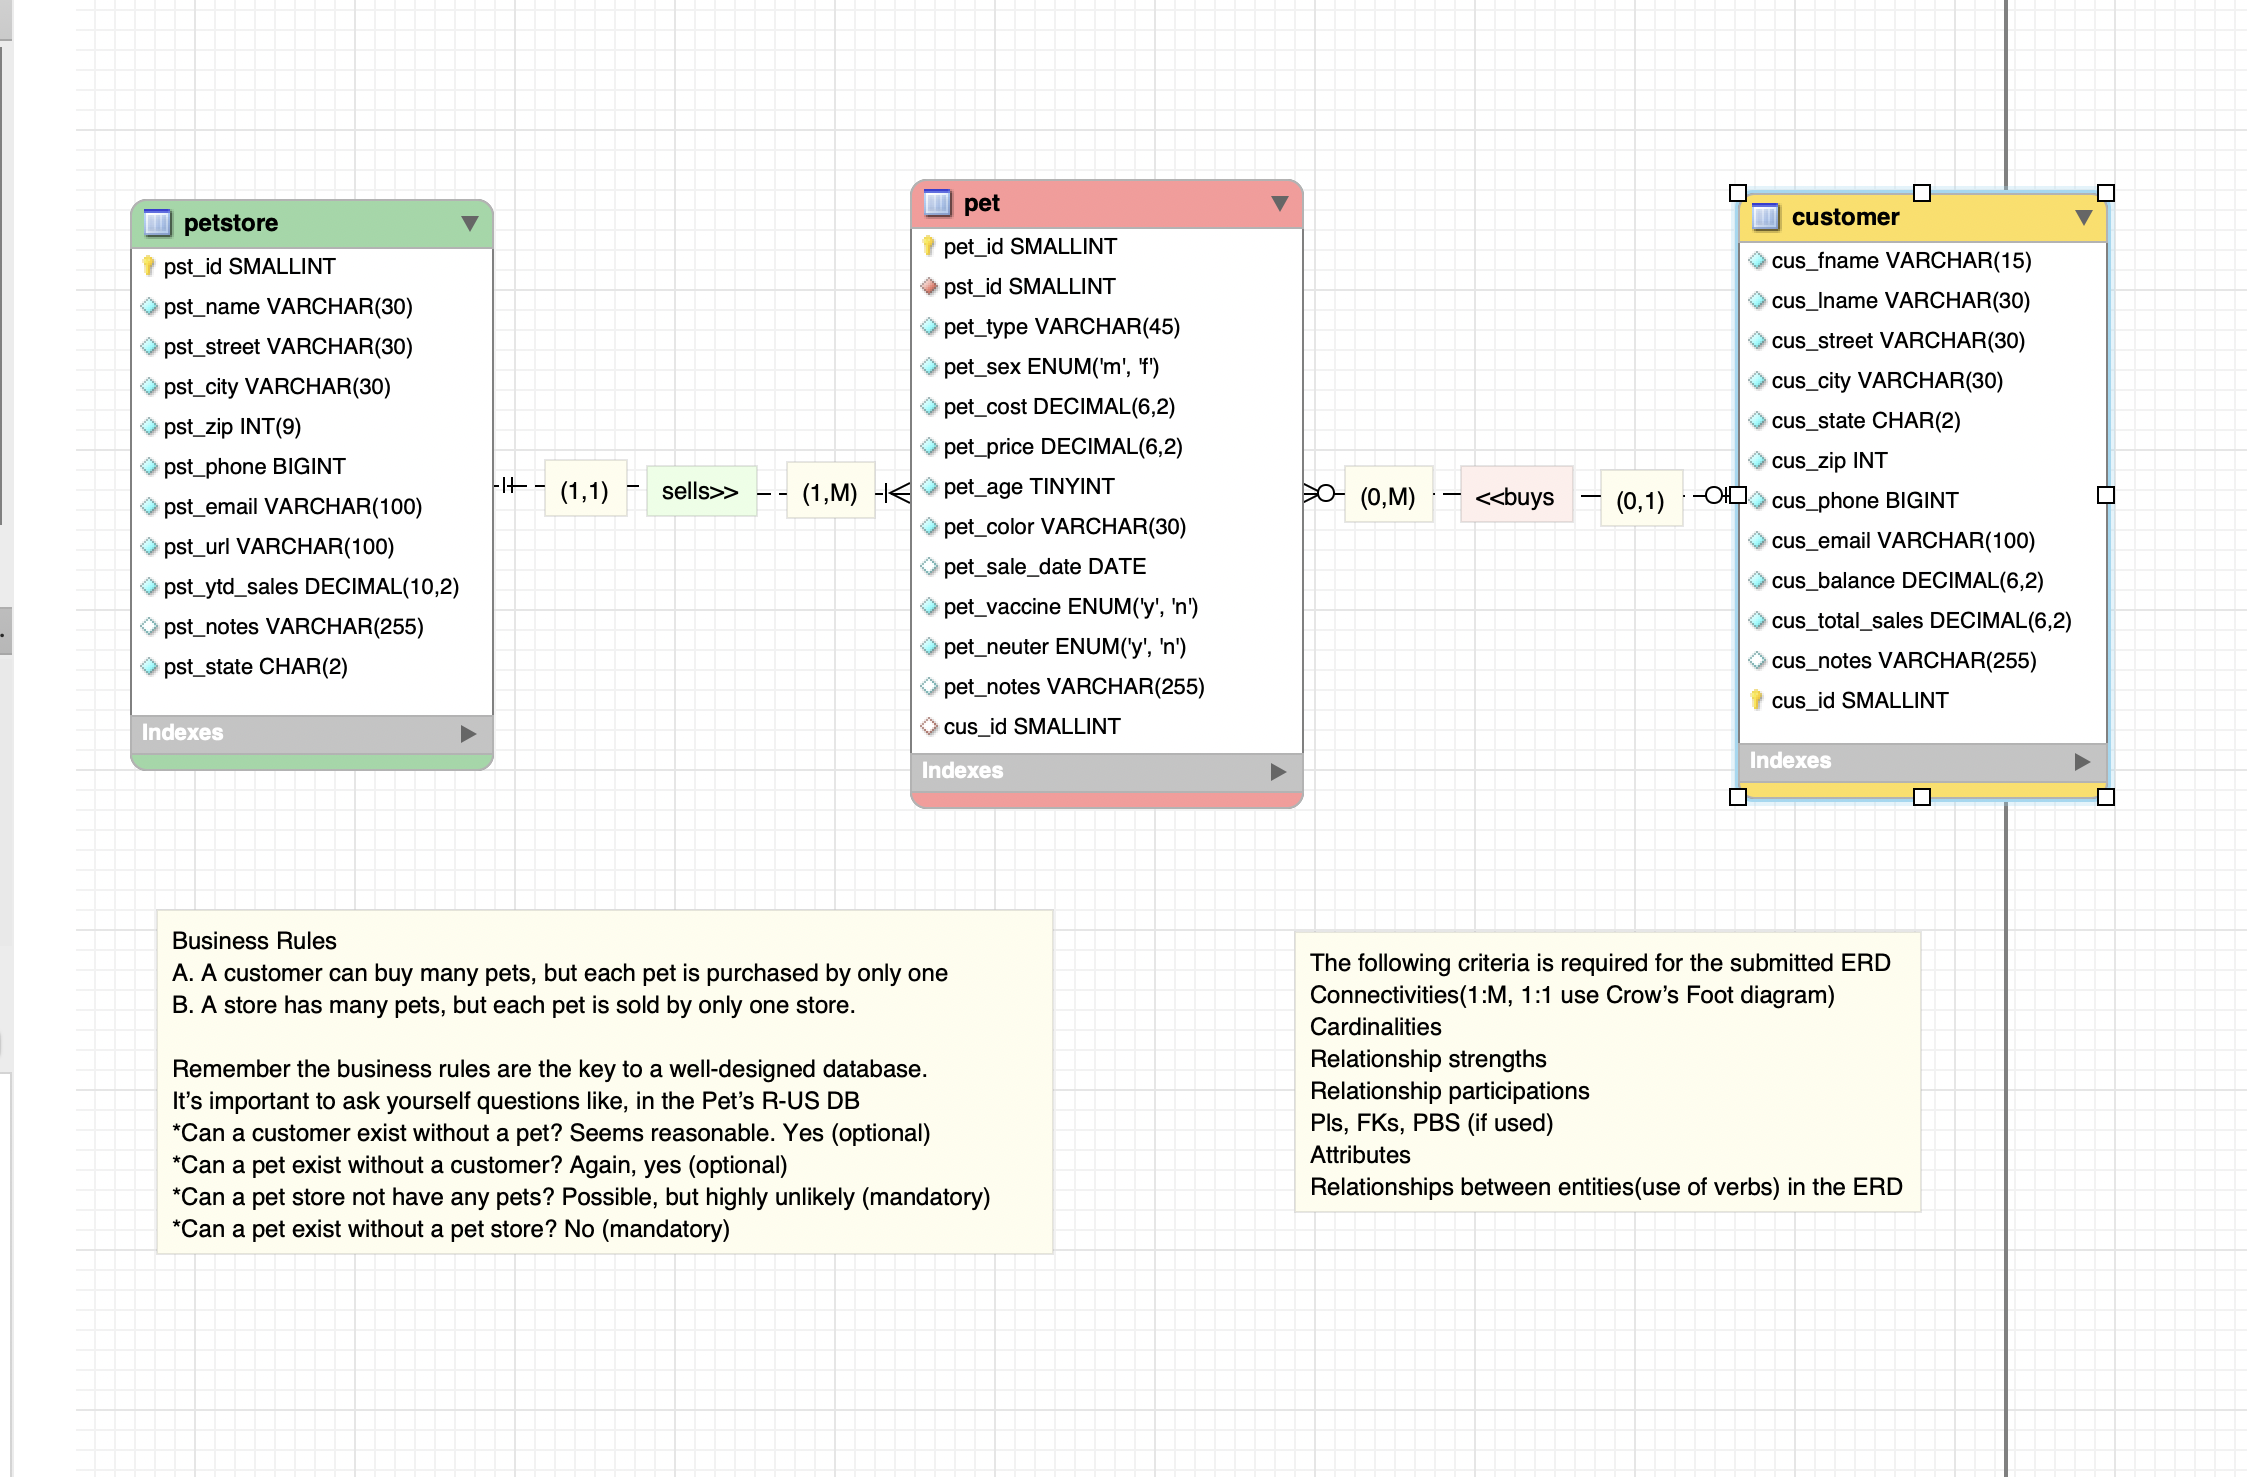 petstore
pst_id SMALLINT
pst_name VARCHAR(30)
pst_street VARCHAR(30)
pst_city VARCHAR(30)
pst_zip INT(9)
pst_phone BIGINT
pst_email VARCHAR(100)
pst_url VARCHAR(100)
pst_ytd_sales DECIMAL(10,2)
pst_notes VARCHAR(255)
pst_state CHAR(2)
Indexes
(1,1)
sells>>
(1,M)
pet
pet_id SMALLINT
pst_id SMALLINT
pet_type VARCHAR(45)
pet_sex ENUM('m', 'f')
pet_cost DECIMAL(6,2)
pet_price DECIMAL(6,2)
pet_age TINYINT
pet_color VARCHAR(30)
pet_sale_date DATE
pet_vaccine ENUM('y', 'n')
pet_neuter ENUM('y', 'n')
pet_notes VARCHAR(255)
cus_id SMALLINT
Indexes
(0,M)
<<buys
(0,1)
customer
cus_fname VARCHAR(15)
cus_lname VARCHAR(30)
cus_street VARCHAR(30)
cus_city VARCHAR(30)
cus_state CHAR(2)
cus_zip INT
cus_phone BIGINT
cus_email VARCHAR(100)
cus_balance DECIMAL(6,2)
cus_total_sales DECIMAL(6,2)
cus_notes VARCHAR(255)
cus_id SMALLINT
Indexes
Business Rules
A. A customer can buy many pets, but each pet is purchased by only one
B. A store has many pets, but each pet is sold by only one store.
Remember the business rules are the key to a well-designed database.
It's important to ask yourself questions like, in the Pet's R-US DB
*Can a customer exist without a pet? Seems reasonable. Yes (optional)
*Can a pet exist without a customer? Again, yes (optional)
*Can a pet store not have any pets? Possible, but highly unlikely (mandatory)
*Can a pet exist without a pet store? No (mandatory)
The following criteria is required for the submitted ERD
Connectivities(1:M, 1:1 use Crow's Foot diagram)
Cardinalities
Relationship strengths
Relationship participations
Pls, FKs, PBS (if used)
Attributes
Relationships between entities(use of verbs) in the ERD